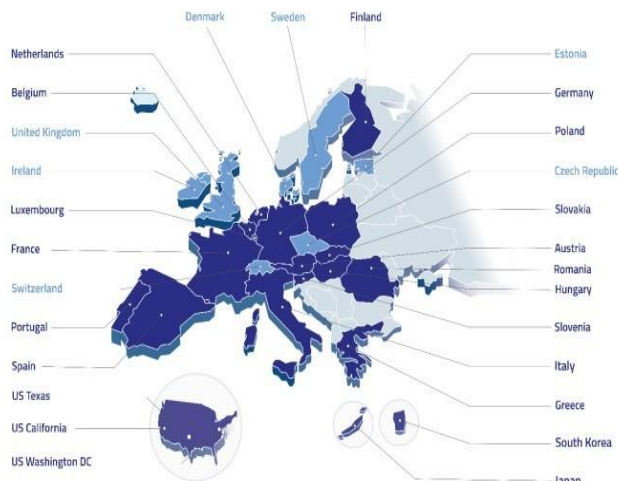 Denmark
Sweden
Finland
Netherlands
Belgium
United Kingdom
Ireland
Luxembourg
France
Switzerland
Portugal
Spain
US Texas
US California
US Washington DC
Estonia
Germany
Poland
Czech Republic
Slovakia
Austria
Romania
Hungary
Slovenia
Italy
Greece
South Korea
Japan